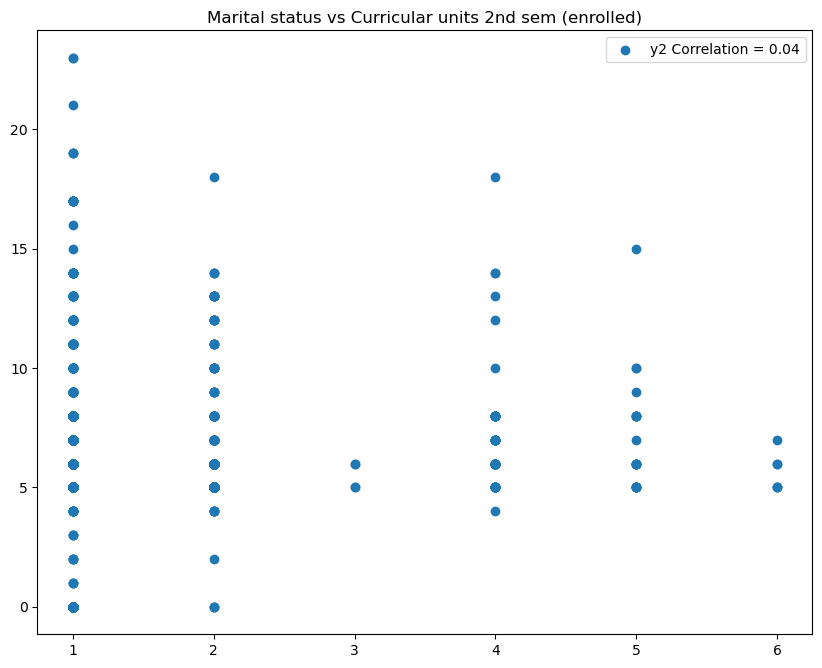 Marital status vs Curricular units 2nd sem (enrolled)
y2 Correlation = 0.04
20
15
10
5
0
1 2 3 4 5 6